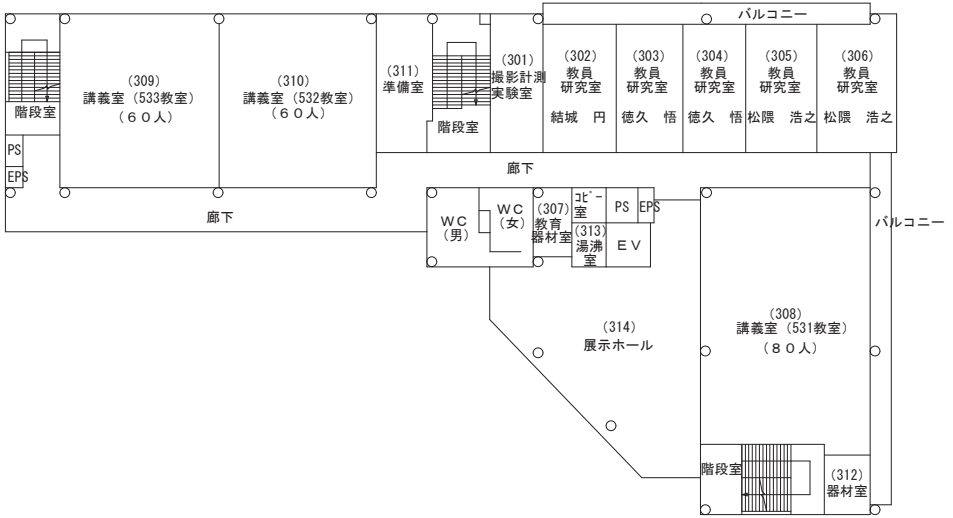 バルコニー
(309)
講義室（533教室）
（６０人）
(310)
講義室（532教室）
（６０人）
(311)
準備室
(301)
撮影計測
実験室
(302)
教員
研究室
結城　円
(303)
教員
研究室
徳久　悟
(304)
教員
研究室
徳久　悟
(305)
教員
研究室
松隈　浩之
(306)
教員
研究室
松隈　浩之
階段室
階段室
PS
EPS
廊下
廊下
ＷＣ
（男）
ＷＣ
（女）
(307)
教育
器材室
ｺﾋﾟｰ
室
PS
EPS
(313)
湯沸
室
ＥＶ
バルコニー
(314)
展示ホール
(308)
講義室（531教室）
（８０人）
階段室
(312)
器材室